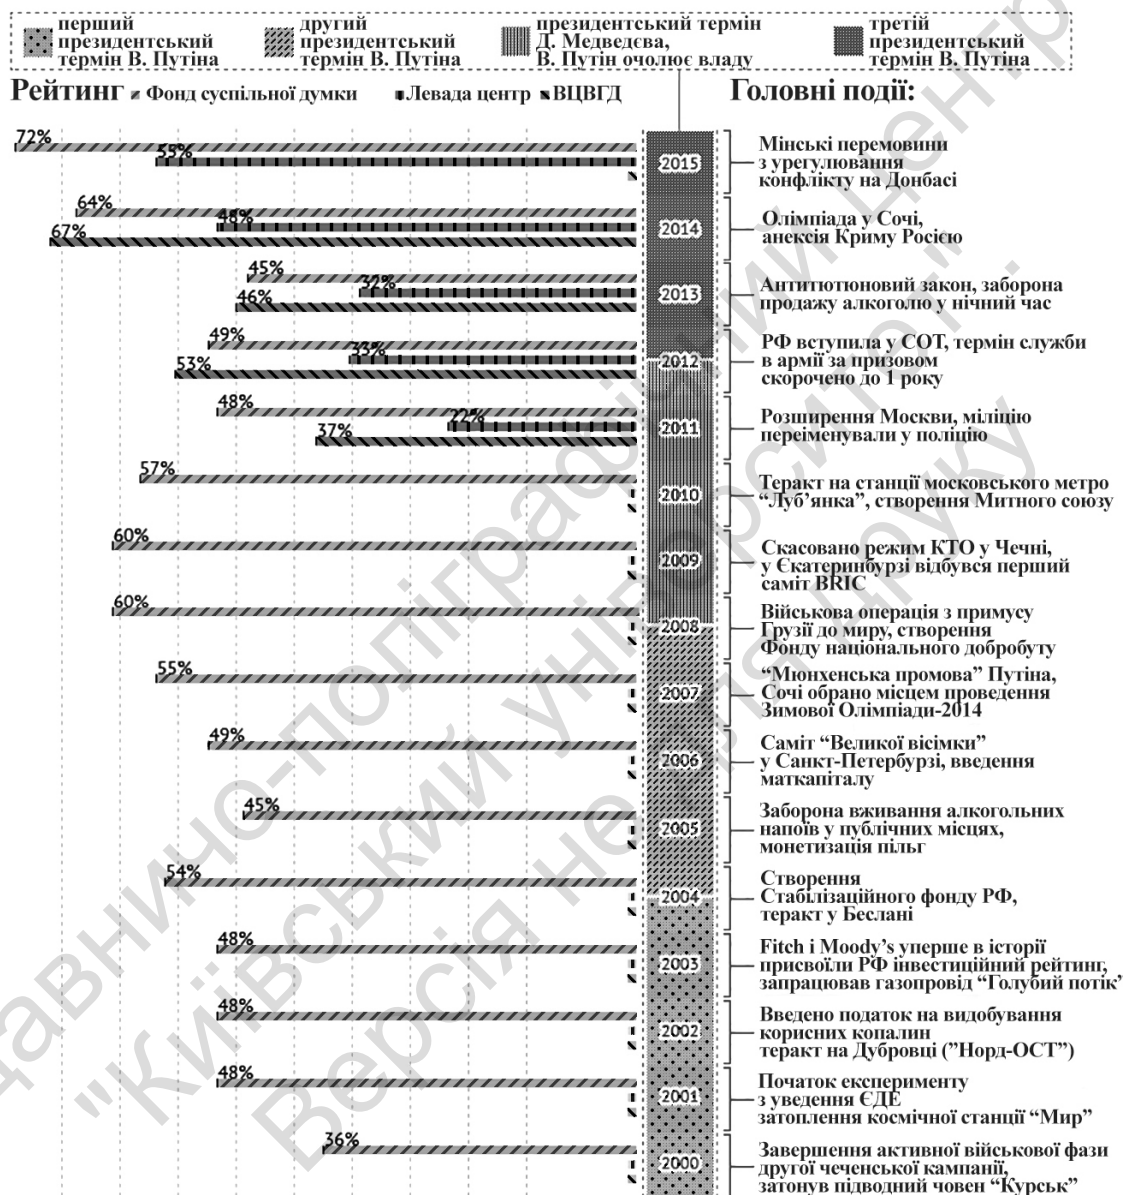 перший
президентський
термін В. Путіна
другий
президентський
термін В. Путіна
президентський термін
Д. Медведєва,
В. Путін очолює владу
третій
президентський
термін В. Путіна
Рейтинг Фонд суспільної думки Левада центр ВЦВГД
Головні події:
72%
55%
2015
Мінські перемовини
з урегулювання
конфлікту на Донбасі
64%
48%
67%
2014
Олімпіада у Сочі,
анексія Криму Росією
45%
32%
46%
2013
Антитютюновий закон, заборона
продажу алкоголю у нічний час
49%
33%
53%
2012
РФ вступила у СОТ, термін служби
в армії за призовом
скорочено до 1 року
48%
22%
37%
2011
Розширення Москви, міліцію
переіменували у поліцію
57%
2010
Теракт на станції московського метро
“Луб’янка”, створення Митного союзу
60%
2009
Скасовано режим КТО у Чечні,
у Єкатеринбурзі відбувся перший
саміт BRIC
60%
2008
Військова операція з примусу
Грузії до миру, створення
Фонду національного добробуту
55%
2007
“Мюнхенська промова” Путіна,
Сочі обрано місцем проведення
Зимової Олімпіади-2014
49%
2006
Саміт “Великої вісімки”
у Санкт-Петербурзі, введення
маткапіталу
45%
2005
Заборона вживання алкогольних
напоїв у публічних місцях,
монетизація пільг
54%
2004
Створення
Стабілізаційного фонду РФ,
теракт у Беслані
48%
2003
Fitch і Moody’s уперше в історії
присвоїли РФ інвестиційний рейтинг,
запрацював газопровід “Голубий потік’
48%
2002
Введено податок на видобування
корисних копалин
теракт на Дубровці (”Норд-ОСТ”)
48%
2001
Початок експерименту
з уведення ЄДЕ
затоплення космічної станції “Мир”
36%
2000
Завершення активної військової фази
другої чеченської кампанії,
затонув підводний човен “Курськ”
давничо-поліграфічний центр
"Київський університет".
Версія не для друку